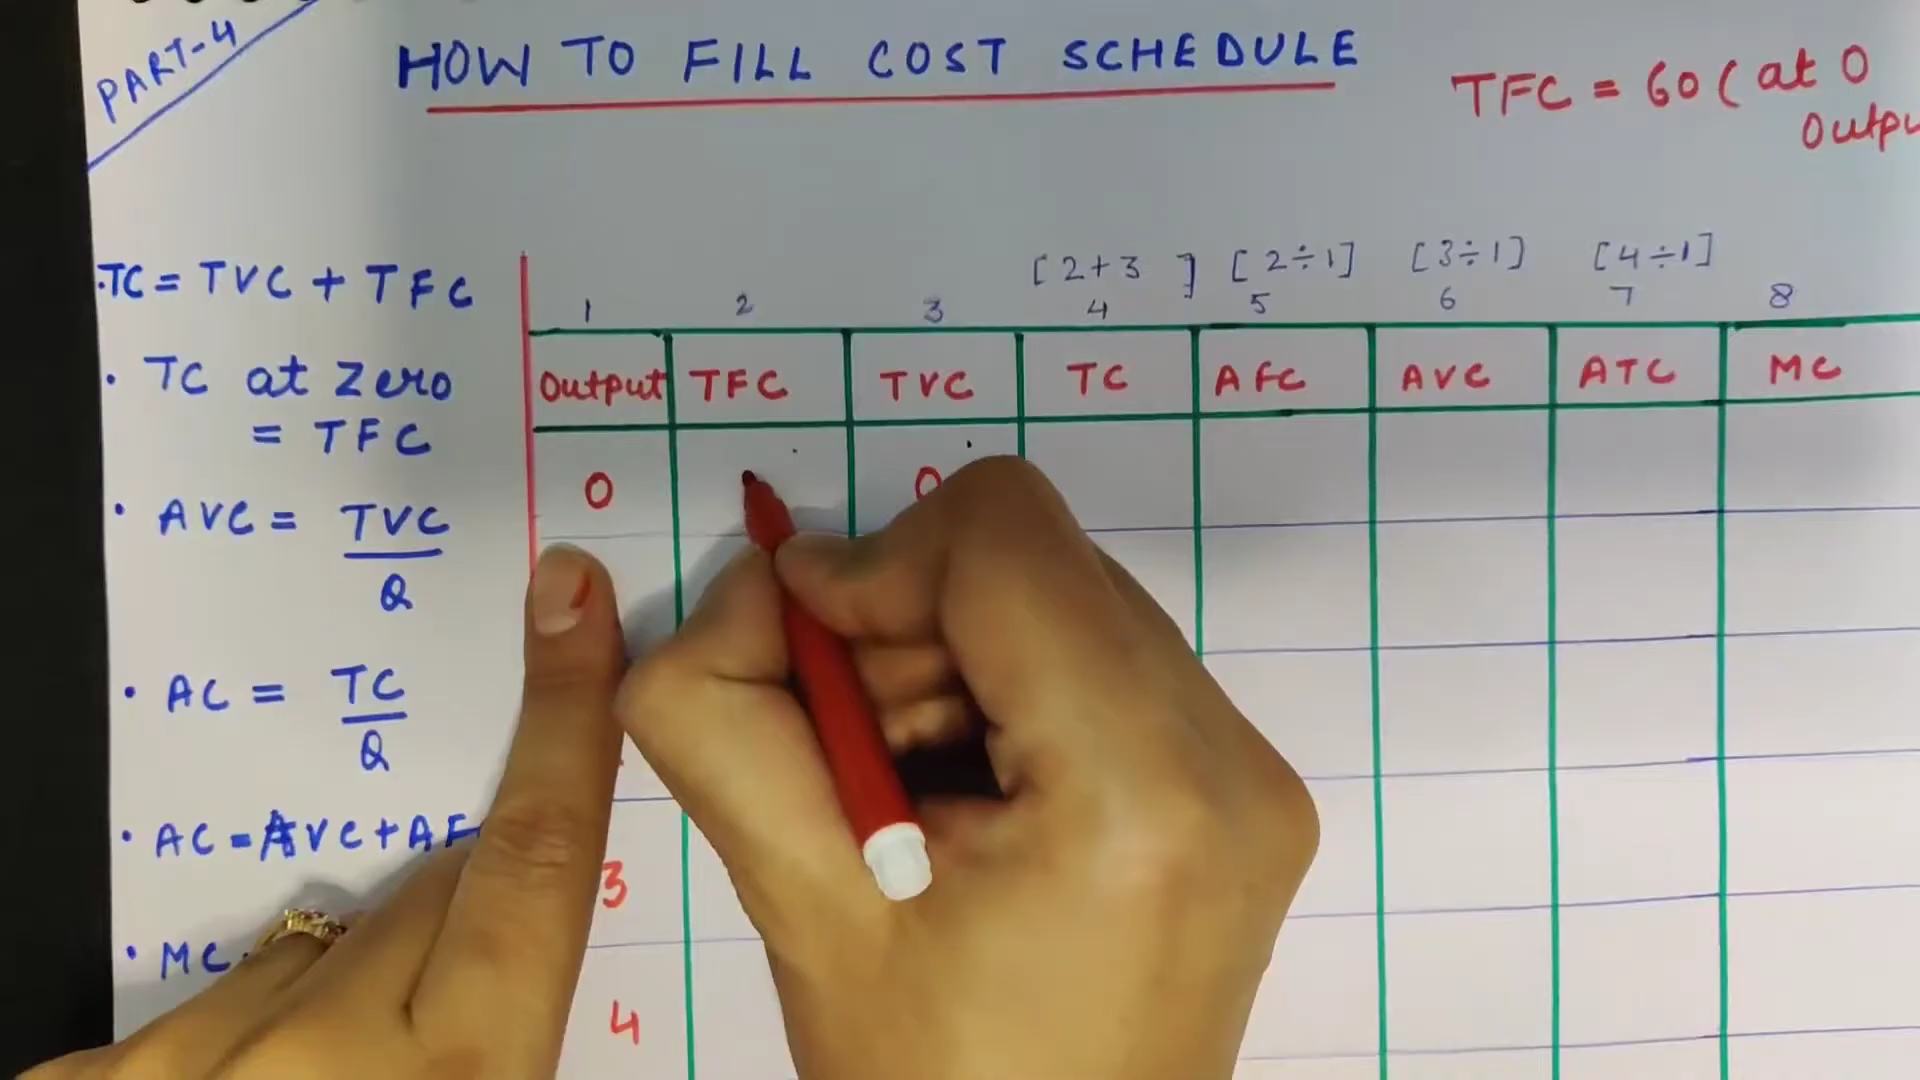 PART-4
HOW TO FILL COST SCHEDULE
TFC = 60 ( at 0
[2+3] [2÷1] [3÷1] [4÷1]
1 2 3 4 5 6 7 8
Output TFC TVC TC AFC AVC ATC MC
0 0
3
4
.TC = TVC + TFC
• TC at Zero
= TFC
• AVC = TVC
Q
• AC = TC
Q
• AC = AVC + AF
• MC